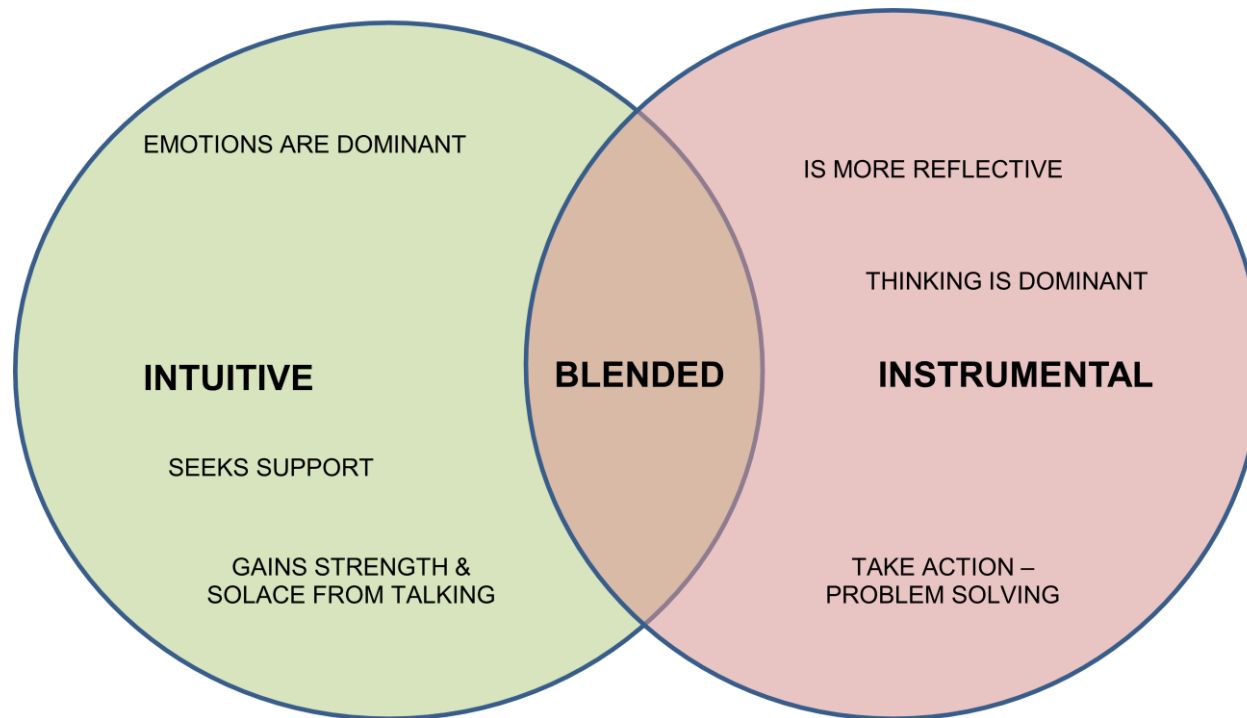 EMOTIONS ARE DOMINANT
IS MORE REFLECTIVE
THINKING IS DOMINANT
INTUITIVE
BLENDED
INSTRUMENTAL
SEEKS SUPPORT
GAINS STRENGTH &
SOLACE FROM TALKING
TAKE ACTION –
PROBLEM SOLVING